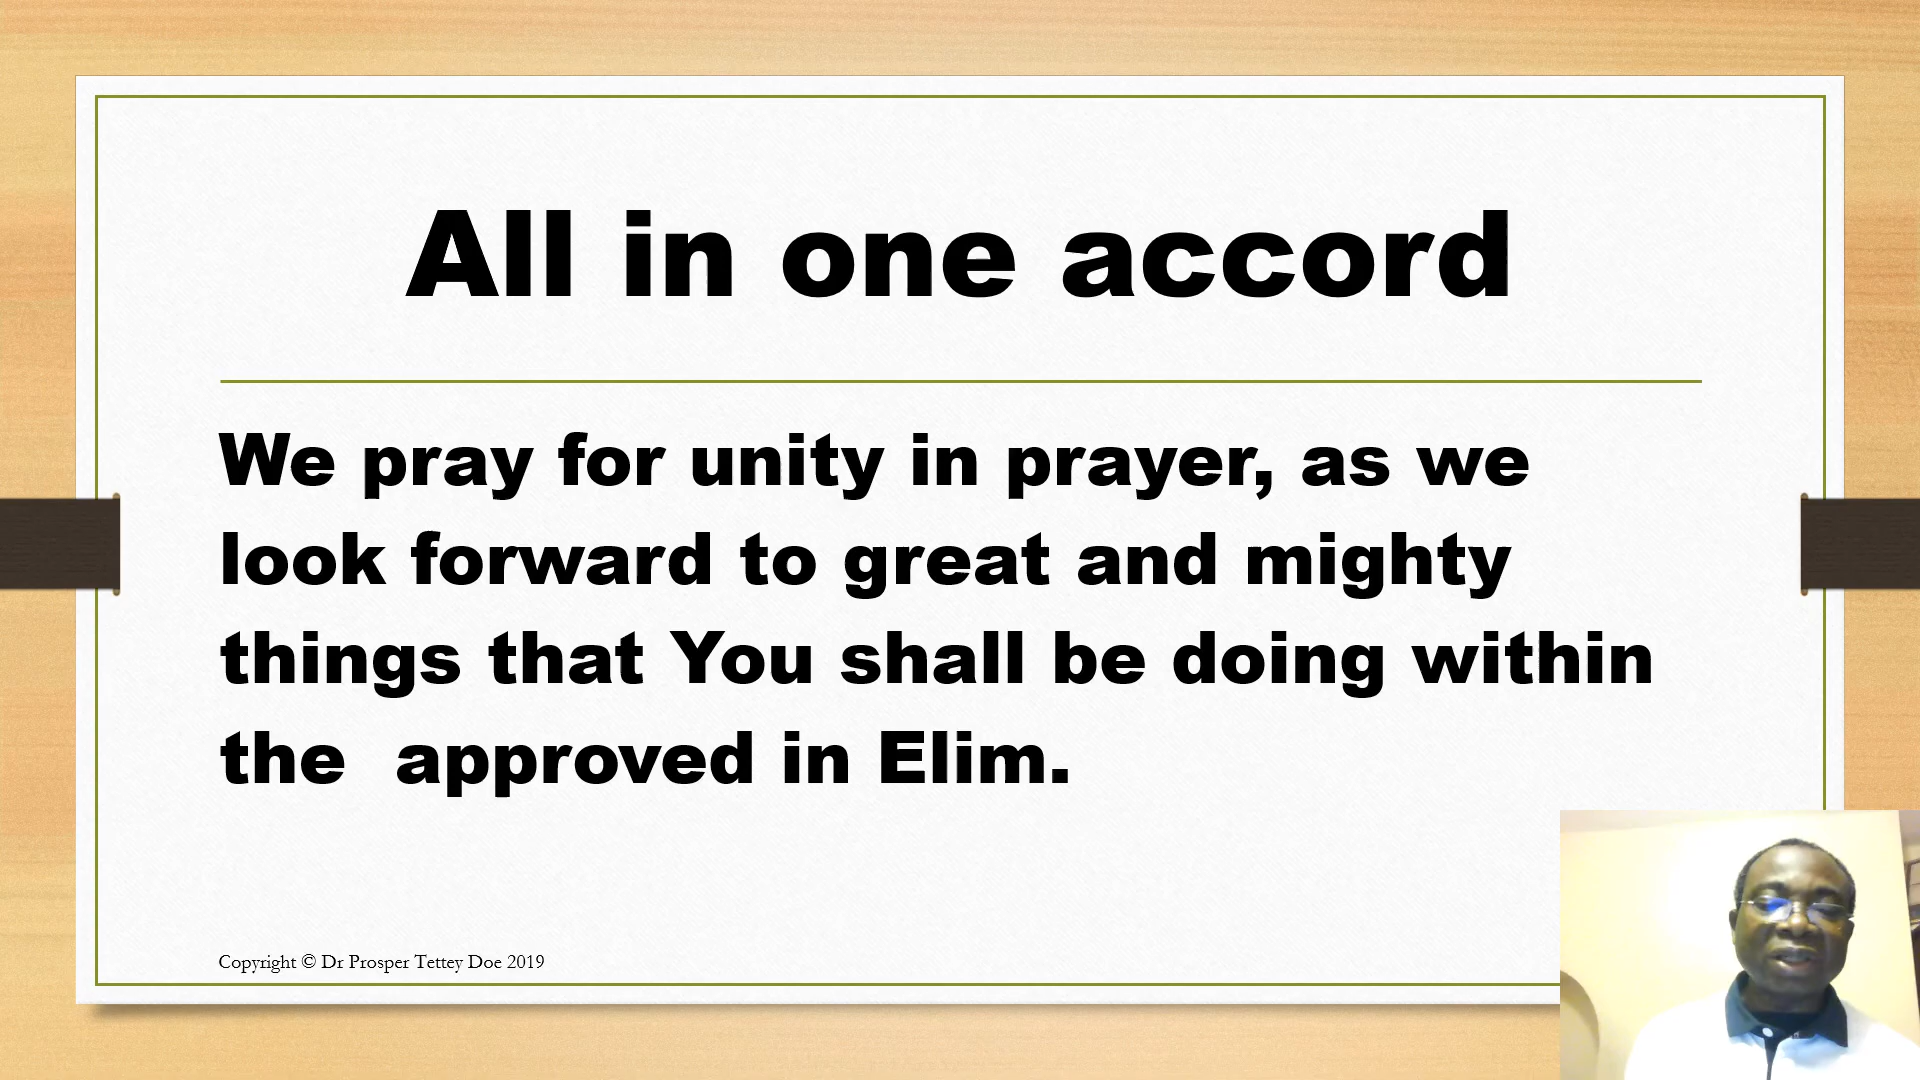 All in one accord
We pray for unity in prayer, as we
look forward to great and mighty
things that You shall be doing within
the  approved in Elim.
Copyright © Dr Prosper Tettey Doe 2019